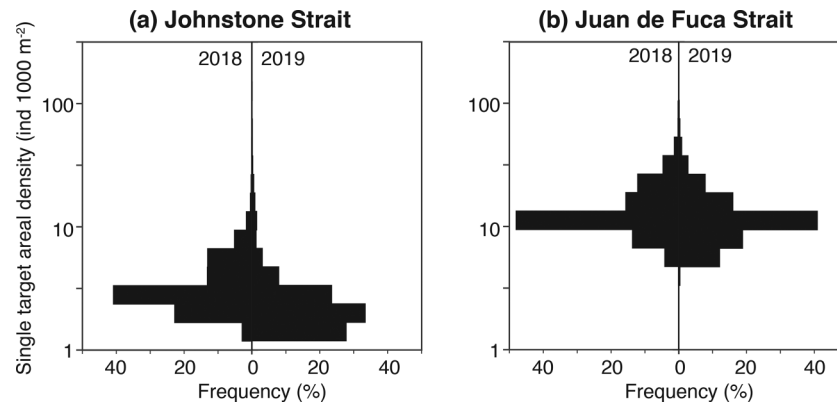 (a) Johnstone Strait
(b) Juan de Fuca Strait
Single target areal density (ind 1000 m⁻²)
2018 2019
100
10
1
40 20 0 20 40
Frequency (%)
2018 2019
100
10
1
40 20 0 20 40
Frequency (%)